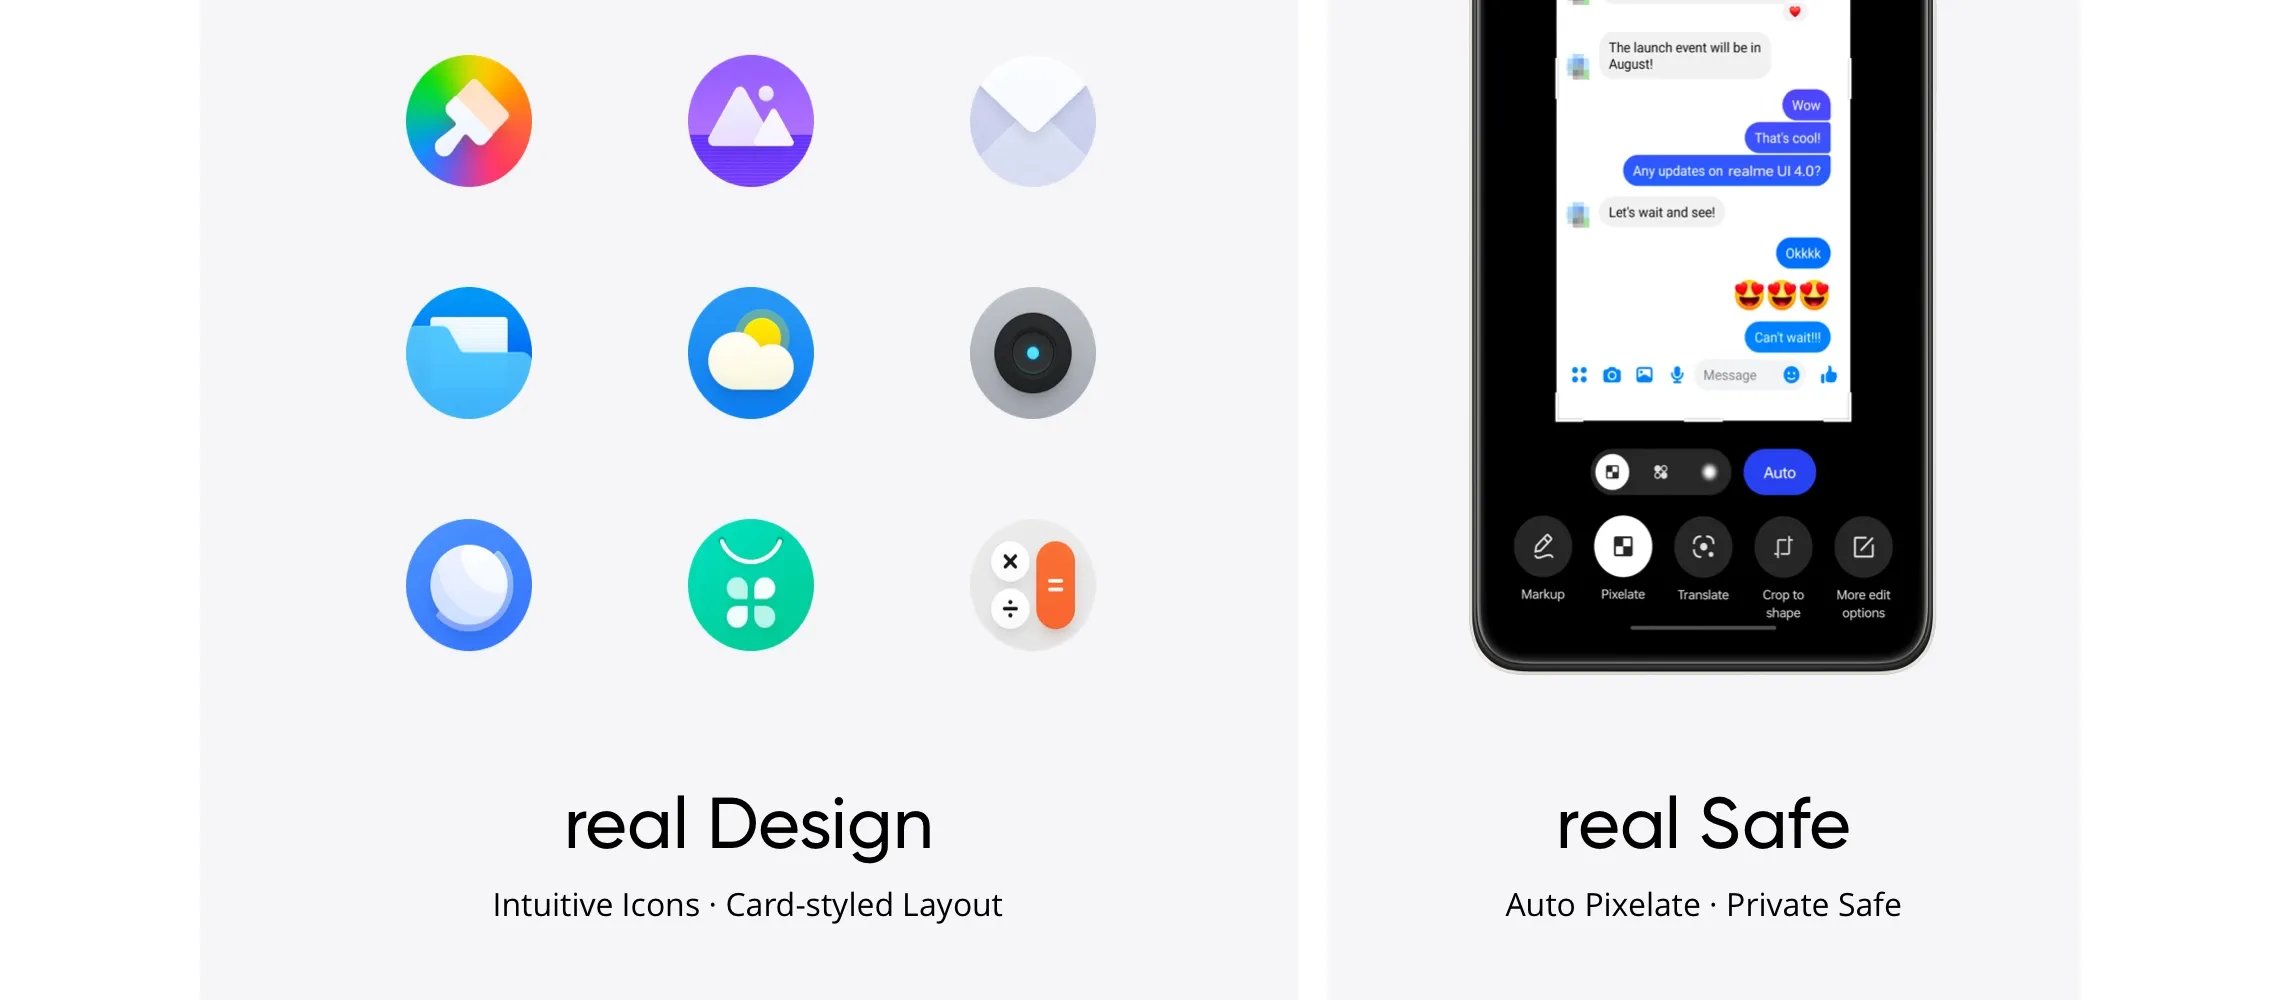 real Design
Intuitive Icons · Card-styled Layout
The launch event will be in
August!
Wow
That's cool!
Any updates on realme UI 4.0?
Let's wait and see!
Okkkk
Can't wait!!!
Message
Auto
Markup
Pixelate
Translate
Crop to
shape
More edit
options
real Safe
Auto Pixelate · Private Safe